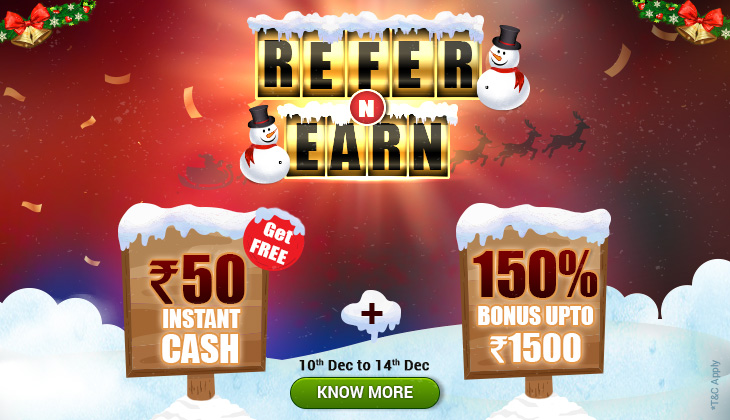 REFER
N
EARN
Get
FREE
₹50
INSTANT
CASH
+
150%
BONUS UPTO
₹1500
10th Dec to 14th Dec
KNOW MORE
*T&C Apply